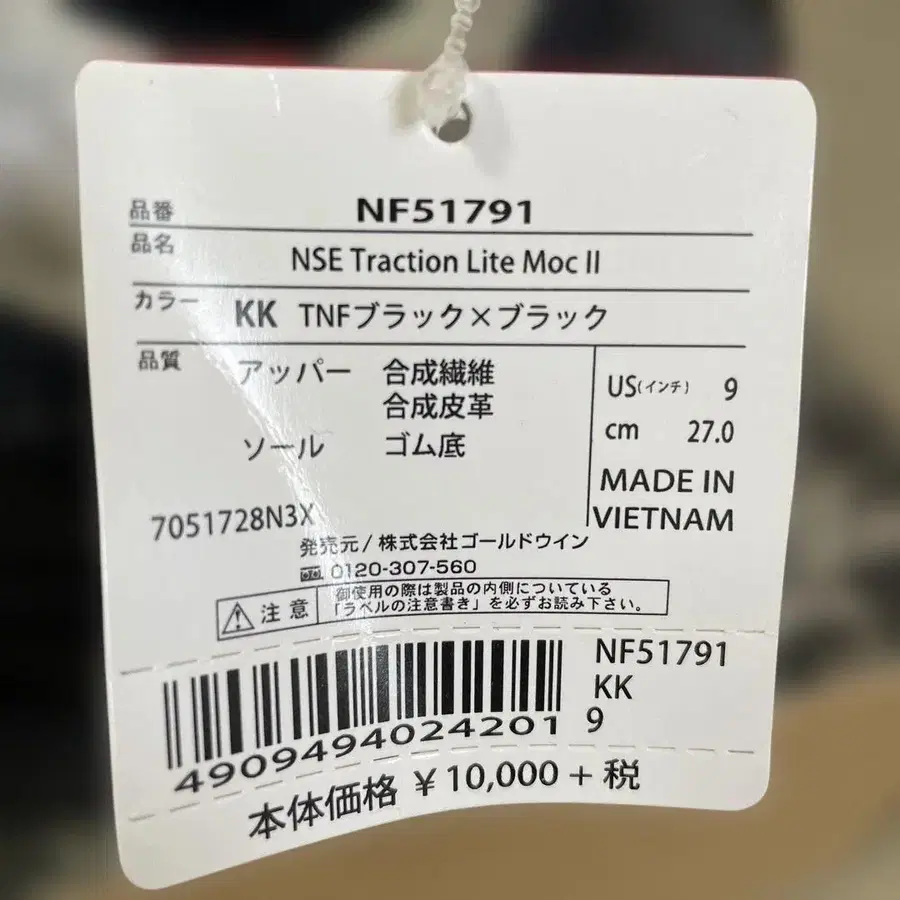 品番 NF51791
品名 NSE Traction Lite Moc II
カラー KK TNFブラック×ブラック
品質 アッパー 合成繊維
合成皮革
ソール ゴム底
US(インチ) 9
cm 27.0
MADE IN
VIETNAM
7051728N3X
発売元/株式会社ゴールドウイン
0120-307-560
注意 御使用の際は製品の内側についている
「ラベルの注意書き」を必ずお読み下さい。
4909494024201
NF51791
KK
9
本体価格 ¥10,000+税